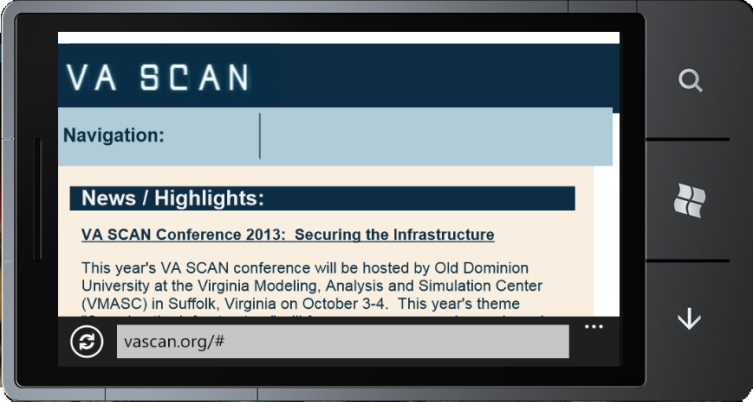 VA SCAN
Navigation:
News / Highlights:
VA SCAN Conference 2013:  Securing the Infrastructure
This year's VA SCAN conference will be hosted by Old Dominion
University at the Virginia Modeling, Analysis and Simulation Center
(VMASC) in Suffolk, Virginia on October 3-4.  This year's theme
vascan.org/#